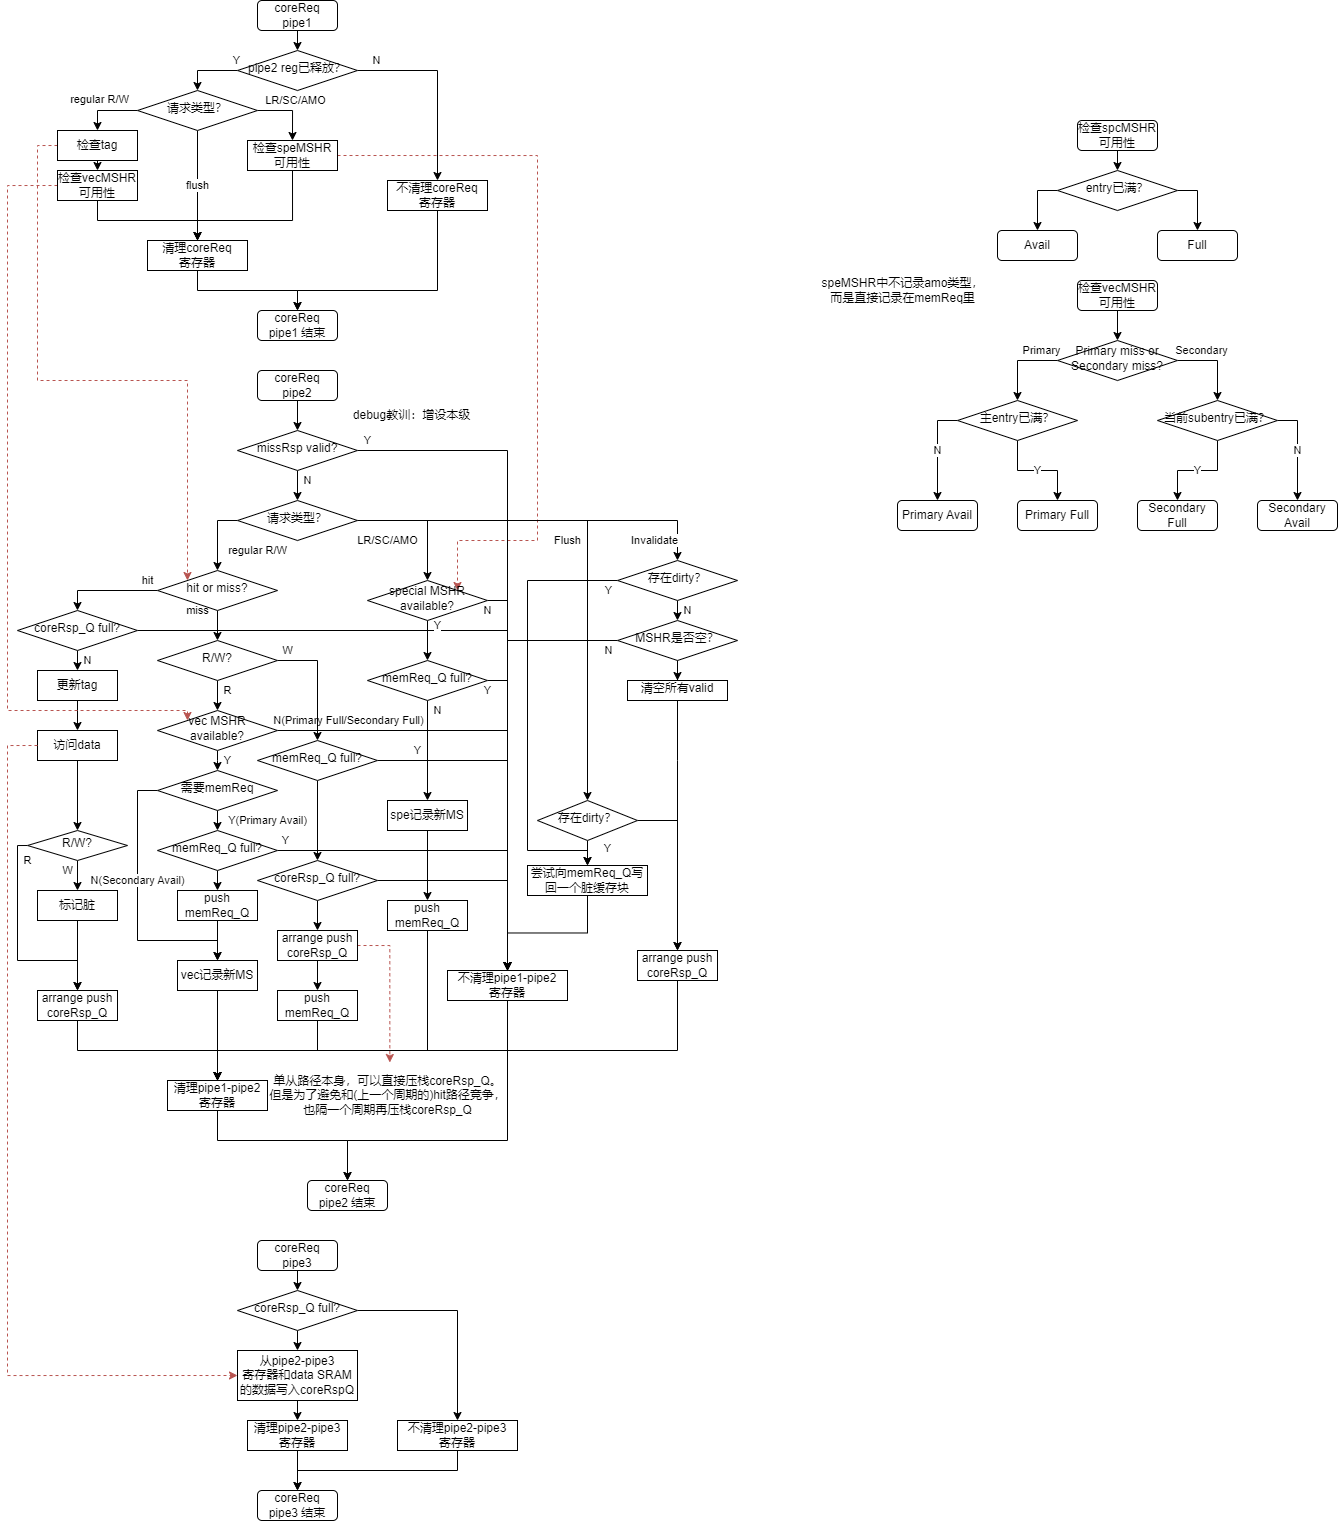 coreReq
pipe1
pipe2 reg已释放?
Y
N
请求类型?
regular R/W
LR/SC/AMO
检查tag
检查speMSHR
可用性
检查vecMSHR
可用性
flush
不清理coreReq
寄存器
清理coreReq
寄存器
coreReq
pipe1 结束
coreReq
pipe2
debug教训：增设本级
missRsp valid?
Y
N
请求类型?
regular R/W
LR/SC/AMO
Flush
Invalidate
hit or miss?
hit
miss
special MSHR
available?
N
Y
存在dirty?
Y
N
coreRsp_Q full?
N
R/W?
W
R
memReq_Q full?
Y
N
MSHR是否空?
N
更新tag
清空所有valid
vec MSHR
available?
N(Primary Full/Secondary Full)
Y
访问data
memReq_Q full?
Y
需要memReq
Y(Primary Avail)
N(Secondary Avail)
spe记录新MS
存在dirty?
Y
R/W?
R
W
memReq_Q full?
Y
coreRsp_Q full?
尝试向memReq_Q写
回一个脏缓存块
标记脏
push
memReq_Q
push
memReq_Q
arrange push
coreRsp_Q
arrange push
coreRsp_Q
vec记录新MS
不清理pipe1-pipe2
寄存器
arrange push
coreRsp_Q
push
memReq_Q
清理pipe1-pipe2
寄存器
单从路径本身，可以直接压栈coreRsp_Q。
但是为了避免和(上一个周期的)hit路径竞争，
也隔一个周期再压栈coreRsp_Q
coreReq
pipe2 结束
coreReq
pipe3
coreRsp_Q full?
从pipe2-pipe3
寄存器和data SRAM
的数据写入coreRspQ
清理pipe2-pipe3
寄存器
不清理pipe2-pipe3
寄存器
coreReq
pipe3 结束
检查spcMSHR
可用性
entry已满?
Avail
Full
speMSHR中不记录amo类型，
而是直接记录在memReq里
检查vecMSHR
可用性
Primary miss or
Secondary miss?
Primary
Secondary
主entry已满?
当前subentry已满?
N
Y
Y
N
Primary Avail
Primary Full
Secondary
Full
Secondary
Avail